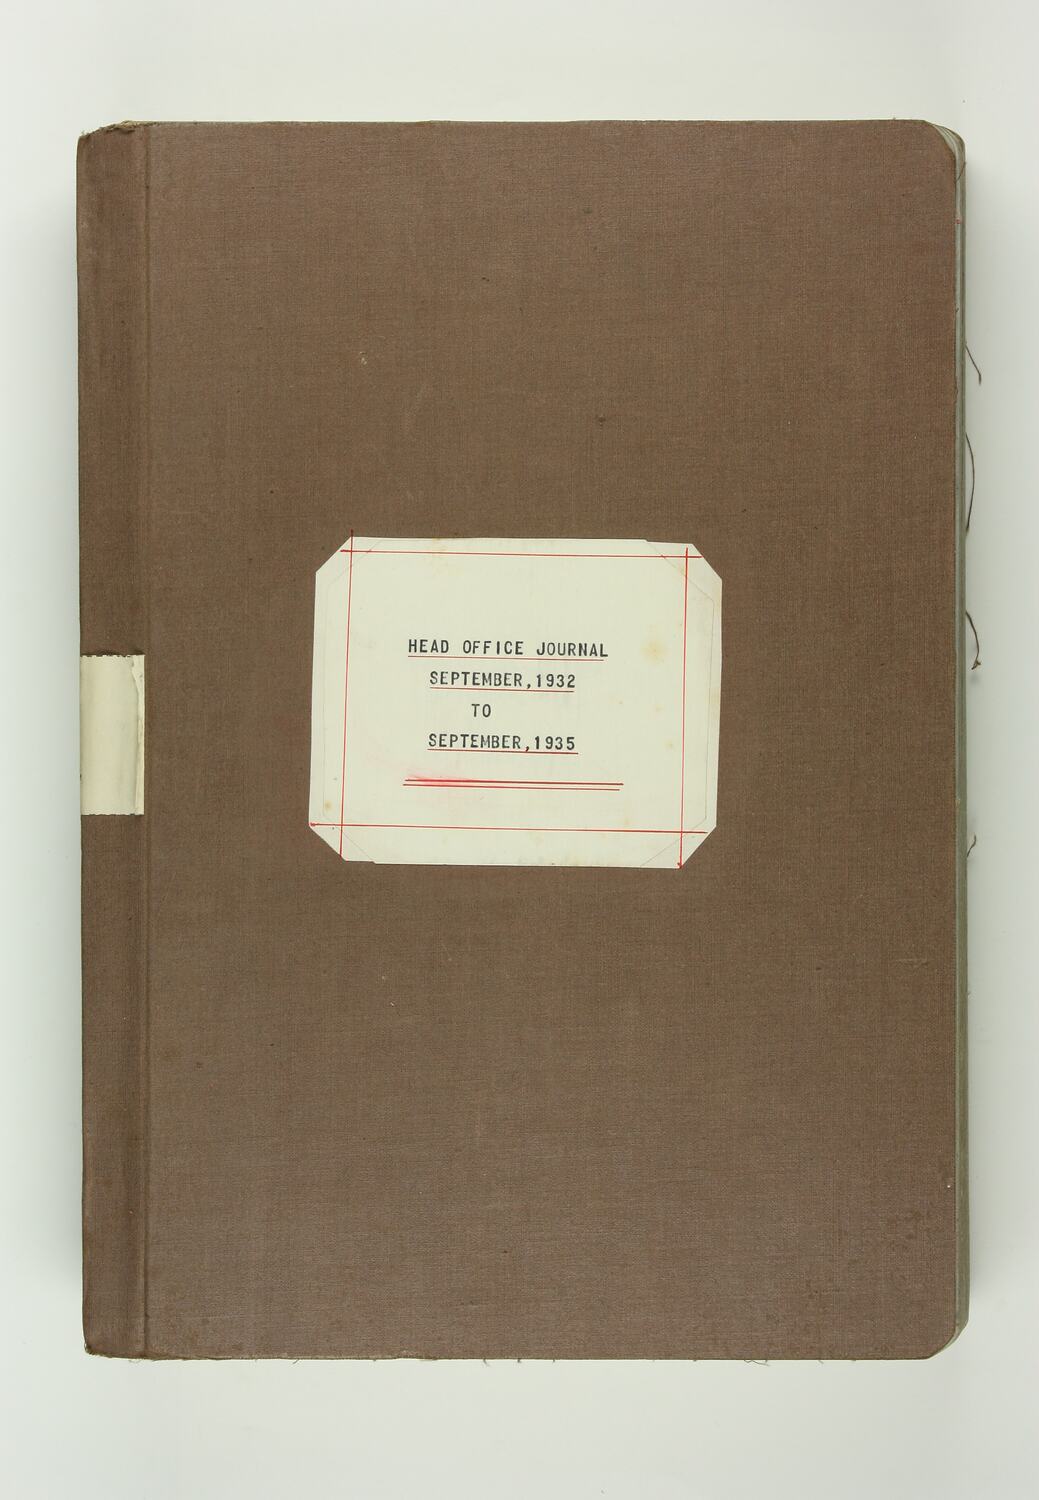 HEAD OFFICE JOURNAL
SEPTEMBER,1932
TO
SEPTEMBER,1935